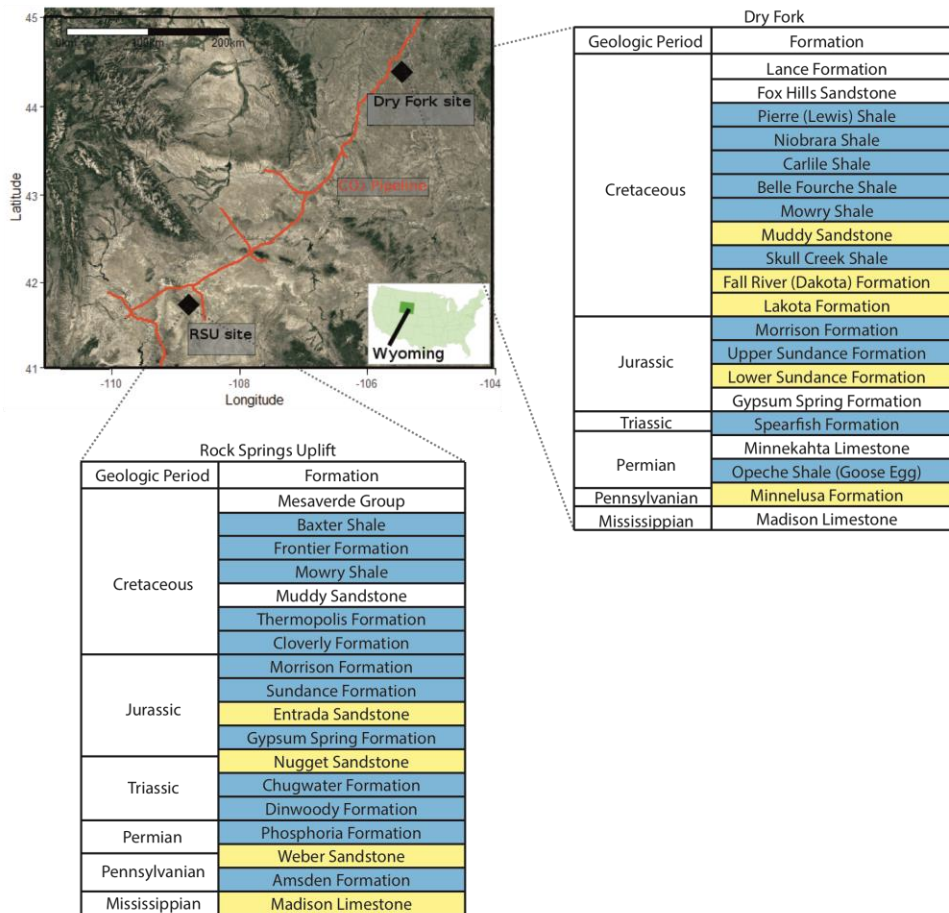 45
44
43
42
41
Latitude
0km
100km
200km
Dry Fork site
CO2 Pipeline
RSU site
Wyoming
-110
-108
-106
-104
Longitude
Dry Fork
Geologic Period Formation
Cretaceous
Lance Formation
Fox Hills Sandstone
Pierre (Lewis) Shale
Niobrara Shale
Carlile Shale
Belle Fourche Shale
Mowry Shale
Muddy Sandstone
Skull Creek Shale
Fall River (Dakota) Formation
Lakota Formation
Jurassic
Morrison Formation
Upper Sundance Formation
Lower Sundance Formation
Gypsum Spring Formation
Triassic
Spearfish Formation
Permian
Minnekahta Limestone
Opeche Shale (Goose Egg)
Pennsylvanian
Minnelusa Formation
Mississippian
Madison Limestone
Rock Springs Uplift
Geologic Period Formation
Cretaceous
Mesaverde Group
Baxter Shale
Frontier Formation
Mowry Shale
Muddy Sandstone
Thermopolis Formation
Cloverly Formation
Jurassic
Morrison Formation
Sundance Formation
Entrada Sandstone
Gypsum Spring Formation
Nugget Sandstone
Triassic
Chugwater Formation
Dinwoody Formation
Permian
Phosphoria Formation
Weber Sandstone
Pennsylvanian
Amsden Formation
Mississippian
Madison Limestone